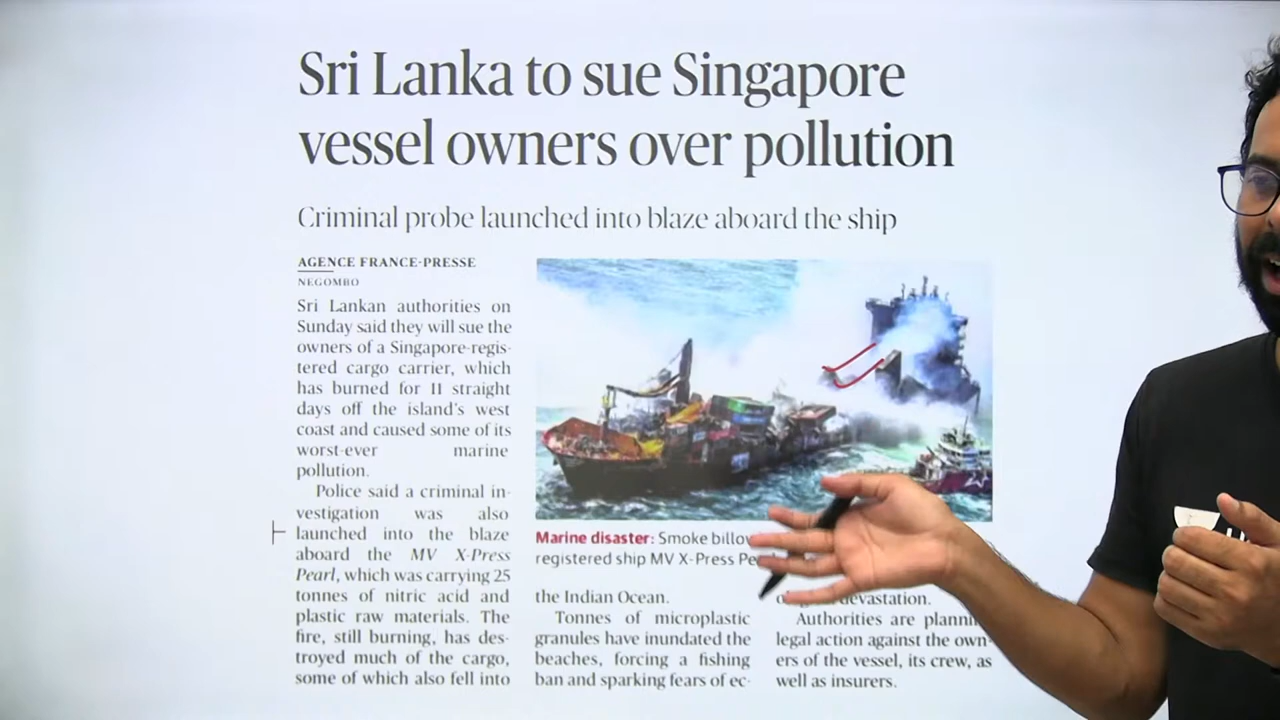 Sri Lanka to sue Singapore
vessel owners over pollution
Criminal probe launched into blaze aboard the ship
AGENCE FRANCE-PRESSE
NEGOMBO
Sri Lankan authorities on
Sunday said they will sue the
owners of a Singapore-regis-
tered cargo carrier, which
has burned for 11 straight
days off the island's west
coast and caused some of its
worst-ever marine
pollution.
Police said a criminal in-
vestigation was also
launched into the blaze
aboard the MV X-Press
Pearl, which was carrying 25
tonnes of nitric acid and
plastic raw materials. The
fire, still burning, has des-
troyed much of the cargo,
some of which also fell into
Marine disaster: Smoke
registered ship MV X-Press
the Indian Ocean.
Tonnes of microplastic
granules have inundated the
beaches, forcing a fishing
ban and sparking fears of ec-
devastation.
Authorities are
legal action against the own-
ers of the vessel, its crew, as
well as insurers.